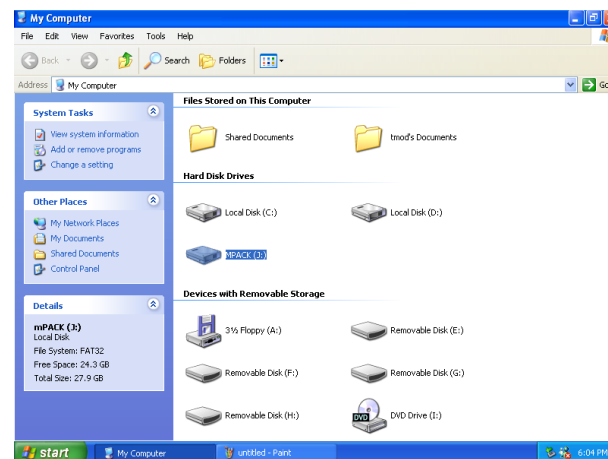 My Computer
File Edit View Favorites Tools Help
Back Search Folders
Address My Computer Go
Files Stored on This Computer
System Tasks
View system information
Add or remove programs
Change a setting
Shared Documents
tmod's Documents
Hard Disk Drives
Other Places
My Network Places
My Documents
Shared Documents
Control Panel
Local Disk (C:)
Local Disk (D:)
MPACK (J:)
Devices with Removable Storage
Details
mPACK (J:)
Local Disk
File System: FAT32
Free Space: 24.3 GB
Total Size: 27.9 GB
3½ Floppy (A:)
Removable Disk (E:)
Removable Disk (F:)
Removable Disk (G:)
Removable Disk (H:)
DVD
DVD Drive (I:)
start My Computer untitled - Paint 6:04 PM